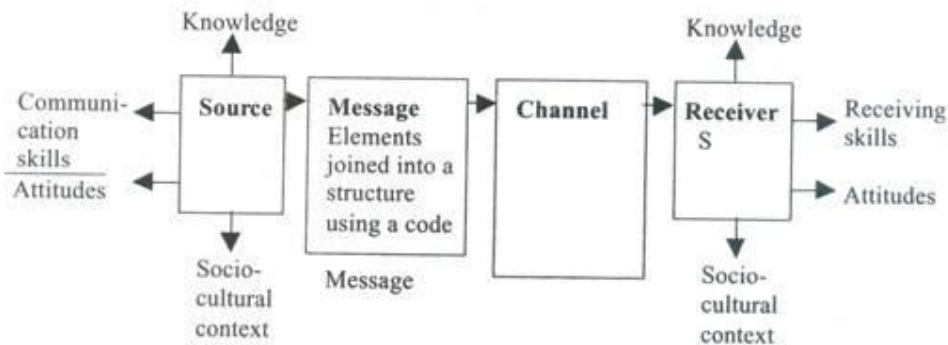 Knowledge
Communi-
cation
skills
Attitudes
Source
Socio-
cultural
context
Message
Elements
joined into a
structure
using a code
Message
Channel
Knowledge
Receiver
S
Receiving
skills
Attitudes
Socio-
cultural
context